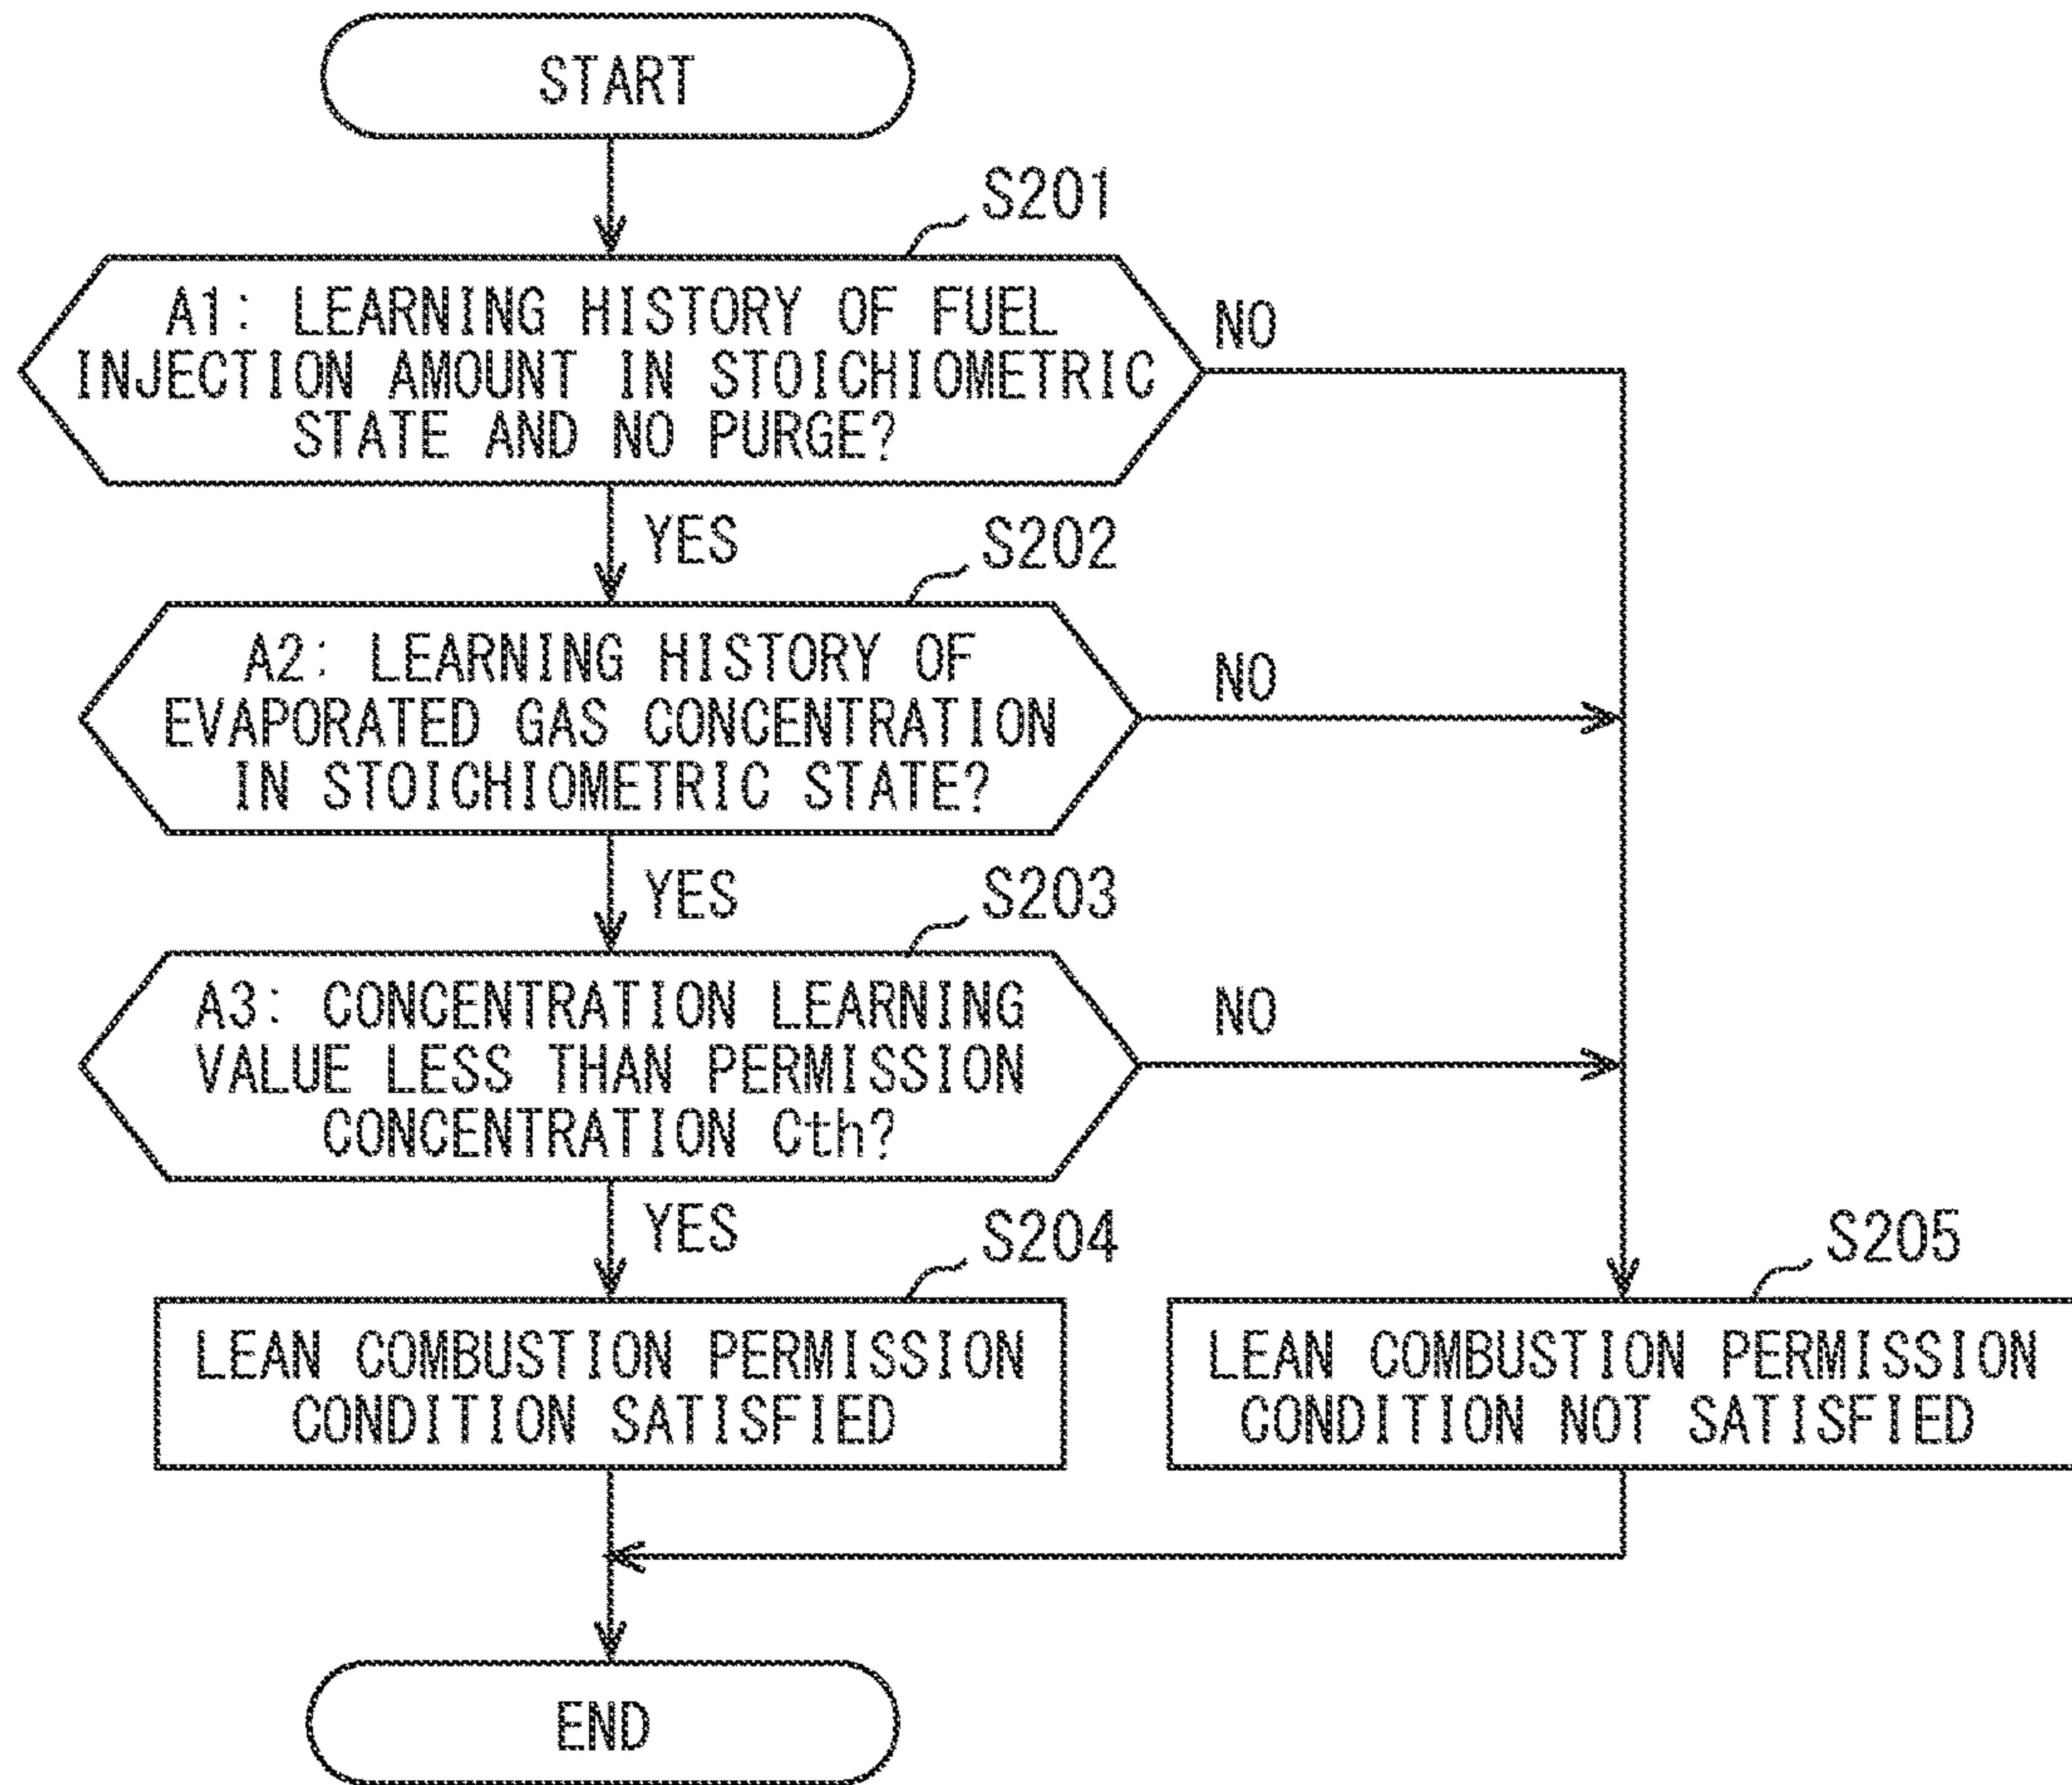 START
S201
A1: LEARNING HISTORY OF FUEL
INJECTION AMOUNT IN STOICHIOMETRIC
STATE AND NO PURGE?
NO
YES
S202
A2: LEARNING HISTORY OF
EVAPORATED GAS CONCENTRATION
IN STOICHIOMETRIC STATE?
NO
YES
S203
A3: CONCENTRATION LEARNING
VALUE LESS THAN PERMISSION
CONCENTRATION Cth?
NO
YES
S204
LEAN COMBUSTION PERMISSION
CONDITION SATISFIED
S205
LEAN COMBUSTION PERMISSION
CONDITION NOT SATISFIED
END